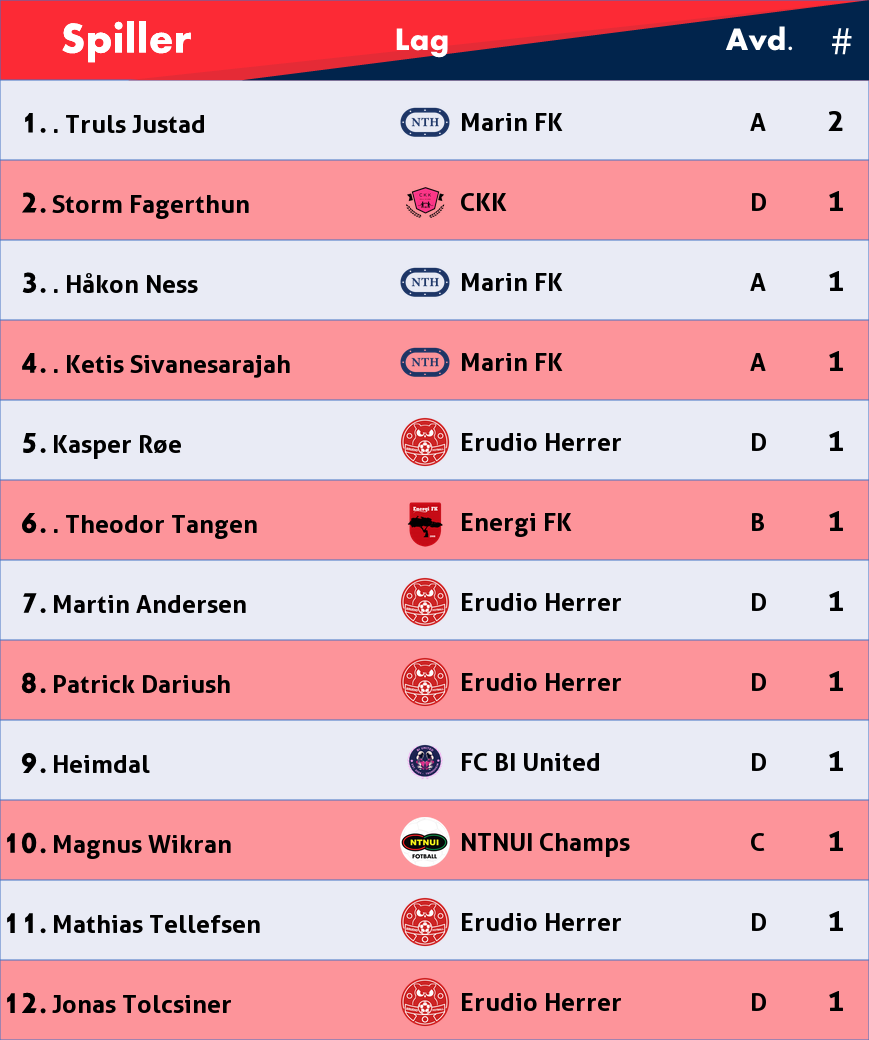 Spiller Lag Avd. #
1. . Truls Justad NTH Marin FK A 2
2. Storm Fagerthun CKK CKK D 1
3. . Håkon Ness NTH Marin FK A 1
4. . Ketis Sivanesarajah NTH Marin FK A 1
5. Kasper Røe Erudio Herrer D 1
6. . Theodor Tangen Energi FK Energi FK B 1
7. Martin Andersen Erudio Herrer D 1
8. Patrick Dariush Erudio Herrer D 1
9. Heimdal FC BI United D 1
10. Magnus Wikran NTNUI FOTBALL NTNUI Champs C 1
11. Mathias Tellefsen Erudio Herrer D 1
12. Jonas Tolcsiner Erudio Herrer D 1